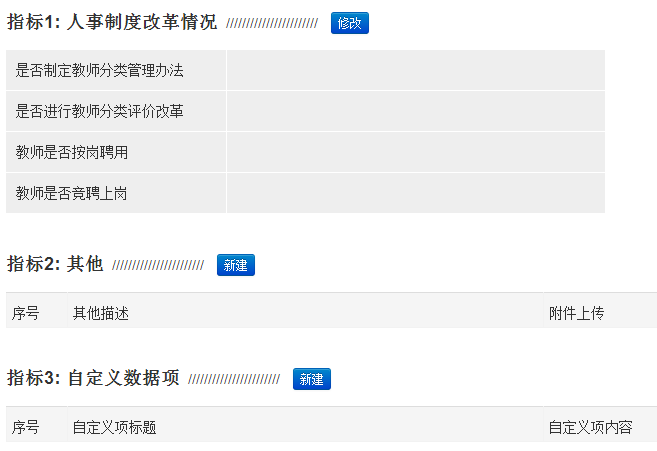 指标1: 人事制度改革情况 /////////////////////// 修改
是否制定教师分类管理办法
是否进行教师分类评价改革
教师是否按岗聘用
教师是否竞聘上岗
指标2: 其他 /////////////////////// 新建
序号 其他描述 附件上传
指标3: 自定义数据项 /////////////////////// 新建
序号 自定义项标题 自定义项内容